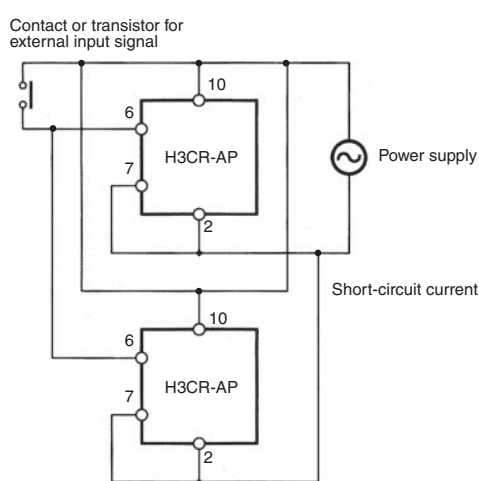 Contact or transistor for
external input signal
10
6
H3CR-AP
7
Power supply
2
Short-circuit current
10
6
H3CR-AP
7
2